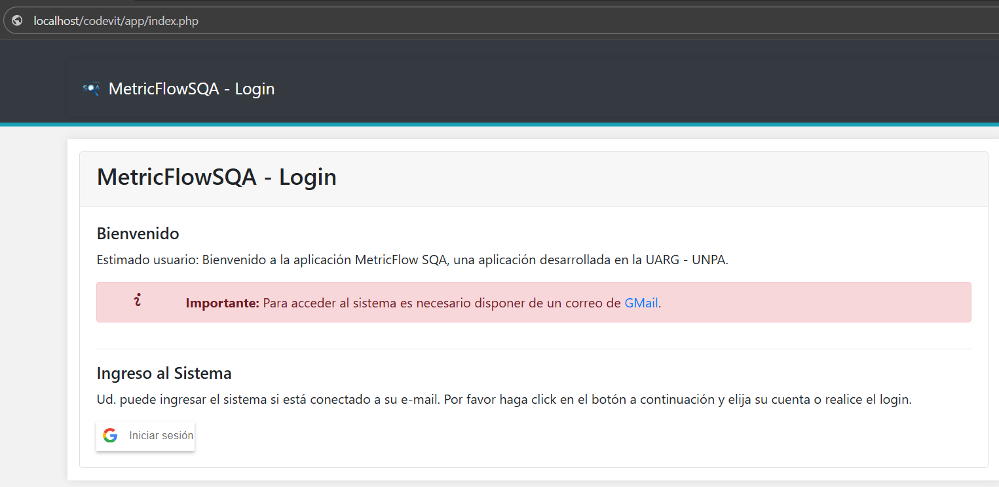 localhost/codevit/app/index.php
SQA MetricFlowSQA - Login
MetricFlowSQA - Login
Bienvenido
Estimado usuario: Bienvenido a la aplicación MetricFlow SQA, una aplicación desarrollada en la UARG - UNPA.
i Importante: Para acceder al sistema es necesario disponer de un correo de GMail.
Ingreso al Sistema
Ud. puede ingresar el sistema si está conectado a su e-mail. Por favor haga click en el botón a continuación y elija su cuenta o realice el login.
G Iniciar sesión